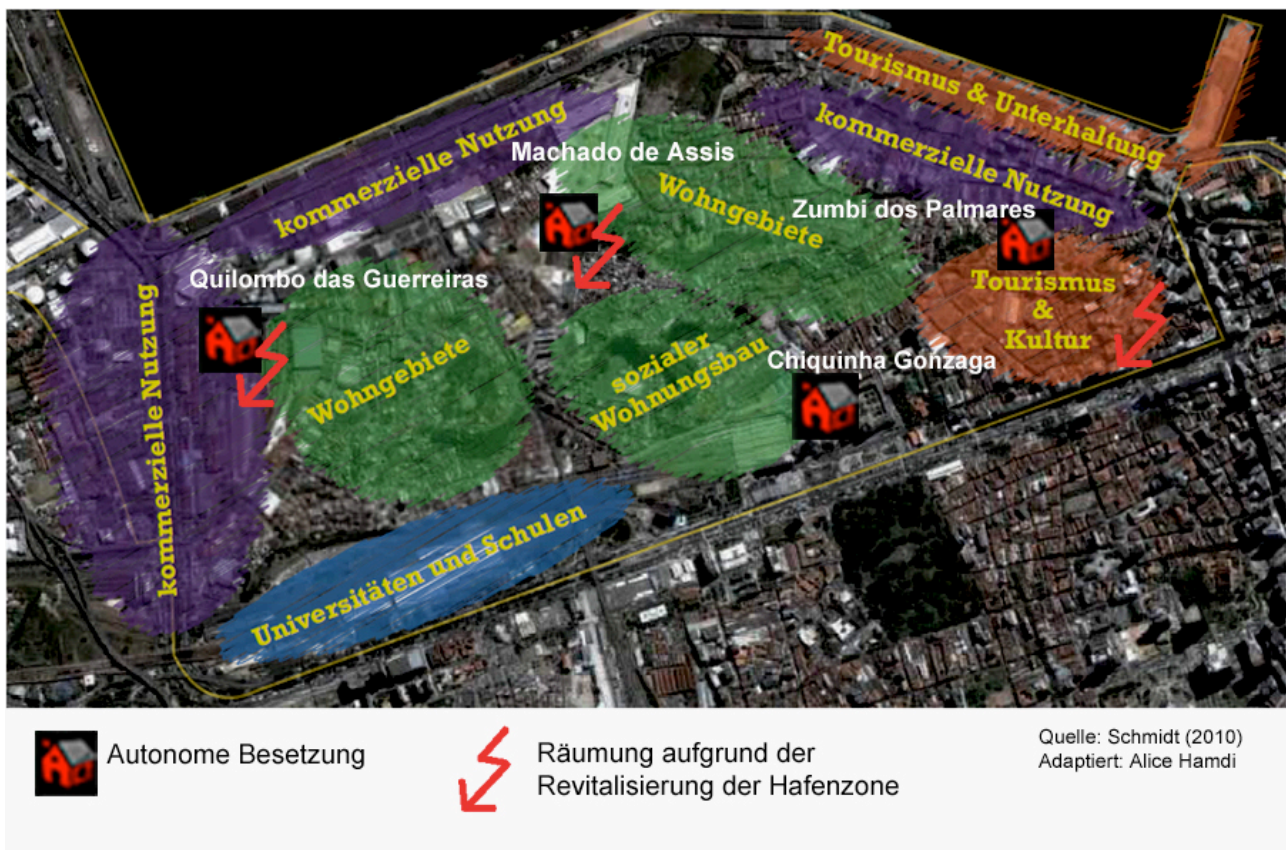 Tourismus & Unterhaltung
kommerzielle Nutzung
kommerzielle Nutzung
Machado de Assis
Wohngebiete
Zumbi dos Palmares
Quilombo das Guerreiras
Tourismus
&
Kultur
kommerzielle Nutzung
Wohngebiete
sozialer
Wohnungsbau
Chiquinha Gonzaga
Universitäten und Schulen
Autonome Besetzung
Räumung aufgrund der
Revitalisierung der Hafenzone
Quelle: Schmidt (2010)
Adaptiert: Alice Hamdi